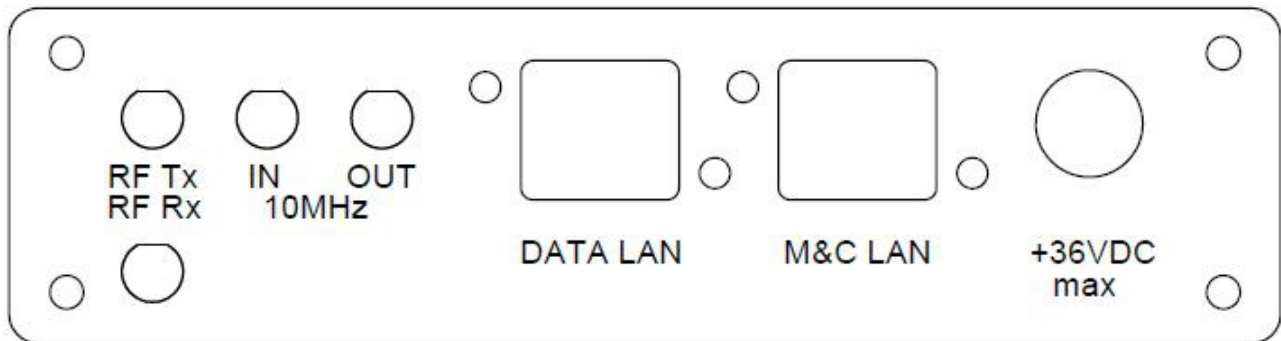 RF Tx
RF Rx
IN
OUT
10MHz
DATA LAN
M&C LAN
+36VDC
max